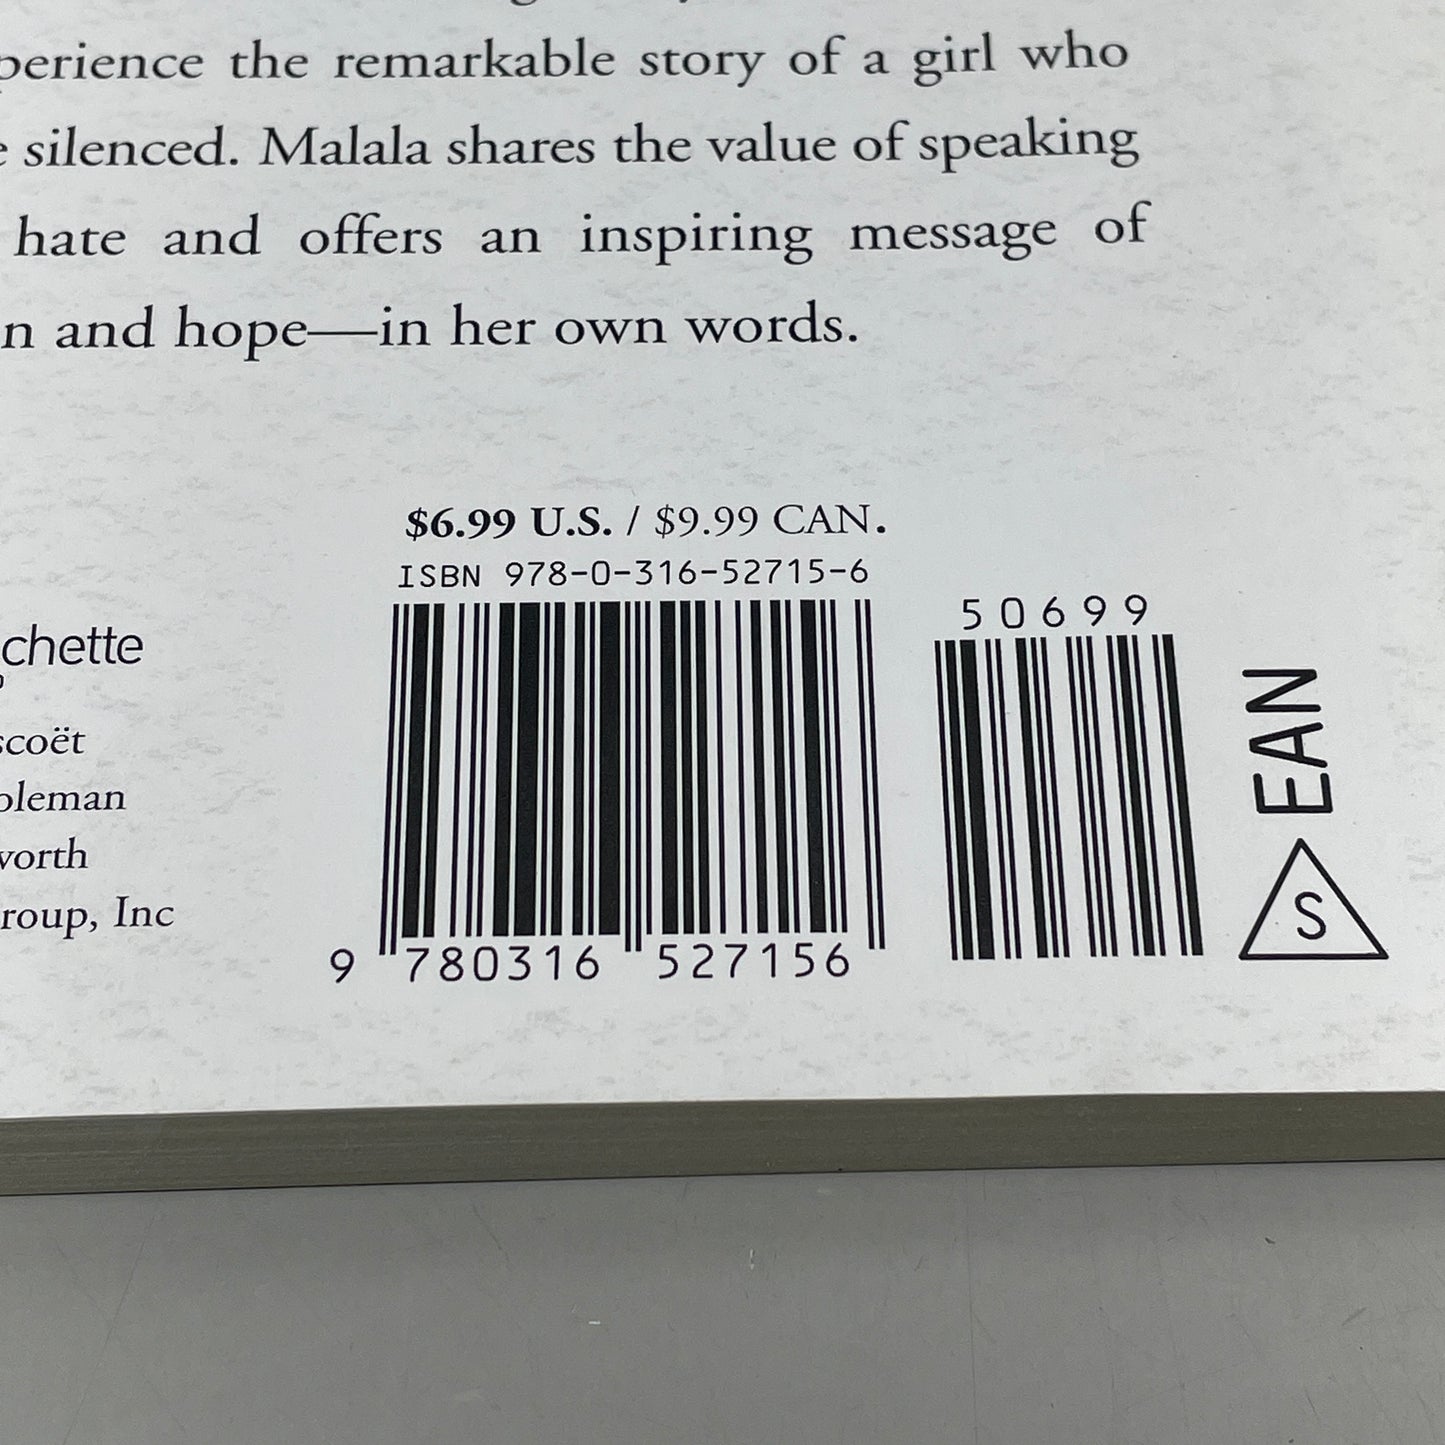 the remarkable story of a girl who
silenced. Malala shares the value of speaking
hate and offers an inspiring message of
and hope—in her own words.
$6.99 U.S. / $9.99 CAN.
ISBN 978-0-316-52715-6
50699
chette
scoët
oleman
worth
roup, Inc
9 780316 527156
EAN
S